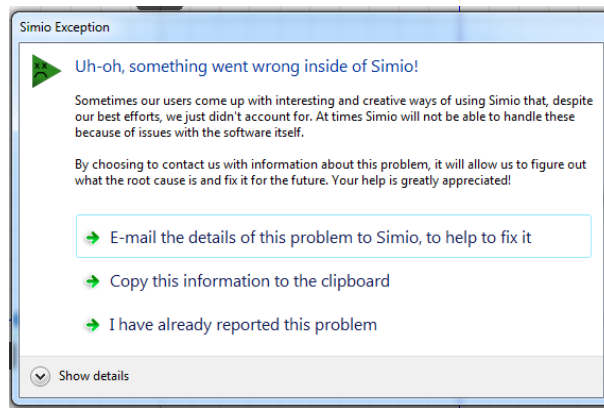 Simio Exception
Uh-oh, something went wrong inside of Simio!
Sometimes our users come up with interesting and creative ways of using Simio that, despite
our best efforts, we just didn't account for. At times Simio will not be able to handle these
because of issues with the software itself.
By choosing to contact us with information about this problem, it will allow us to figure out
what the root cause is and fix it for the future. Your help is greatly appreciated!
E-mail the details of this problem to Simio, to help to fix it
Copy this information to the clipboard
I have already reported this problem
Show details